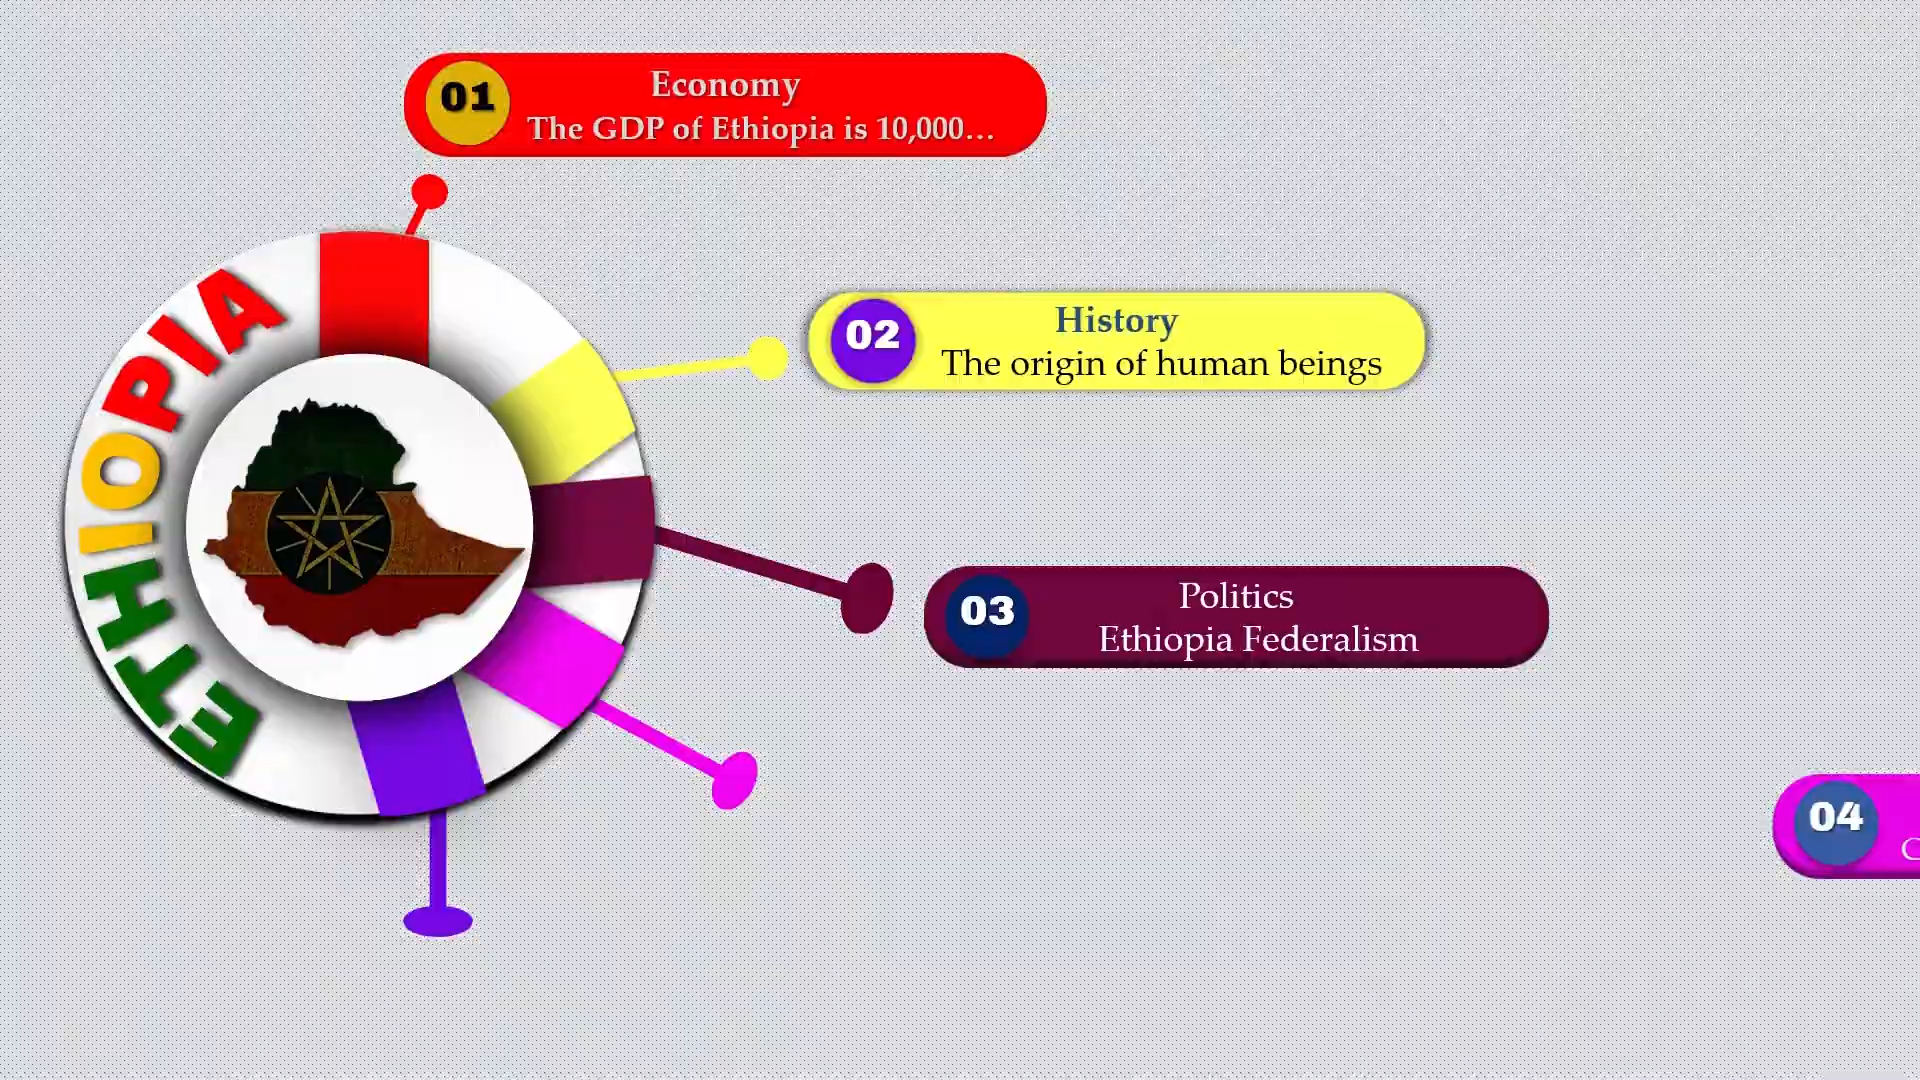 01
Economy
The GDP of Ethiopia is 10,000...
ETHIOPIA
02
History
The origin of human beings
03
Politics
Ethiopia Federalism
04